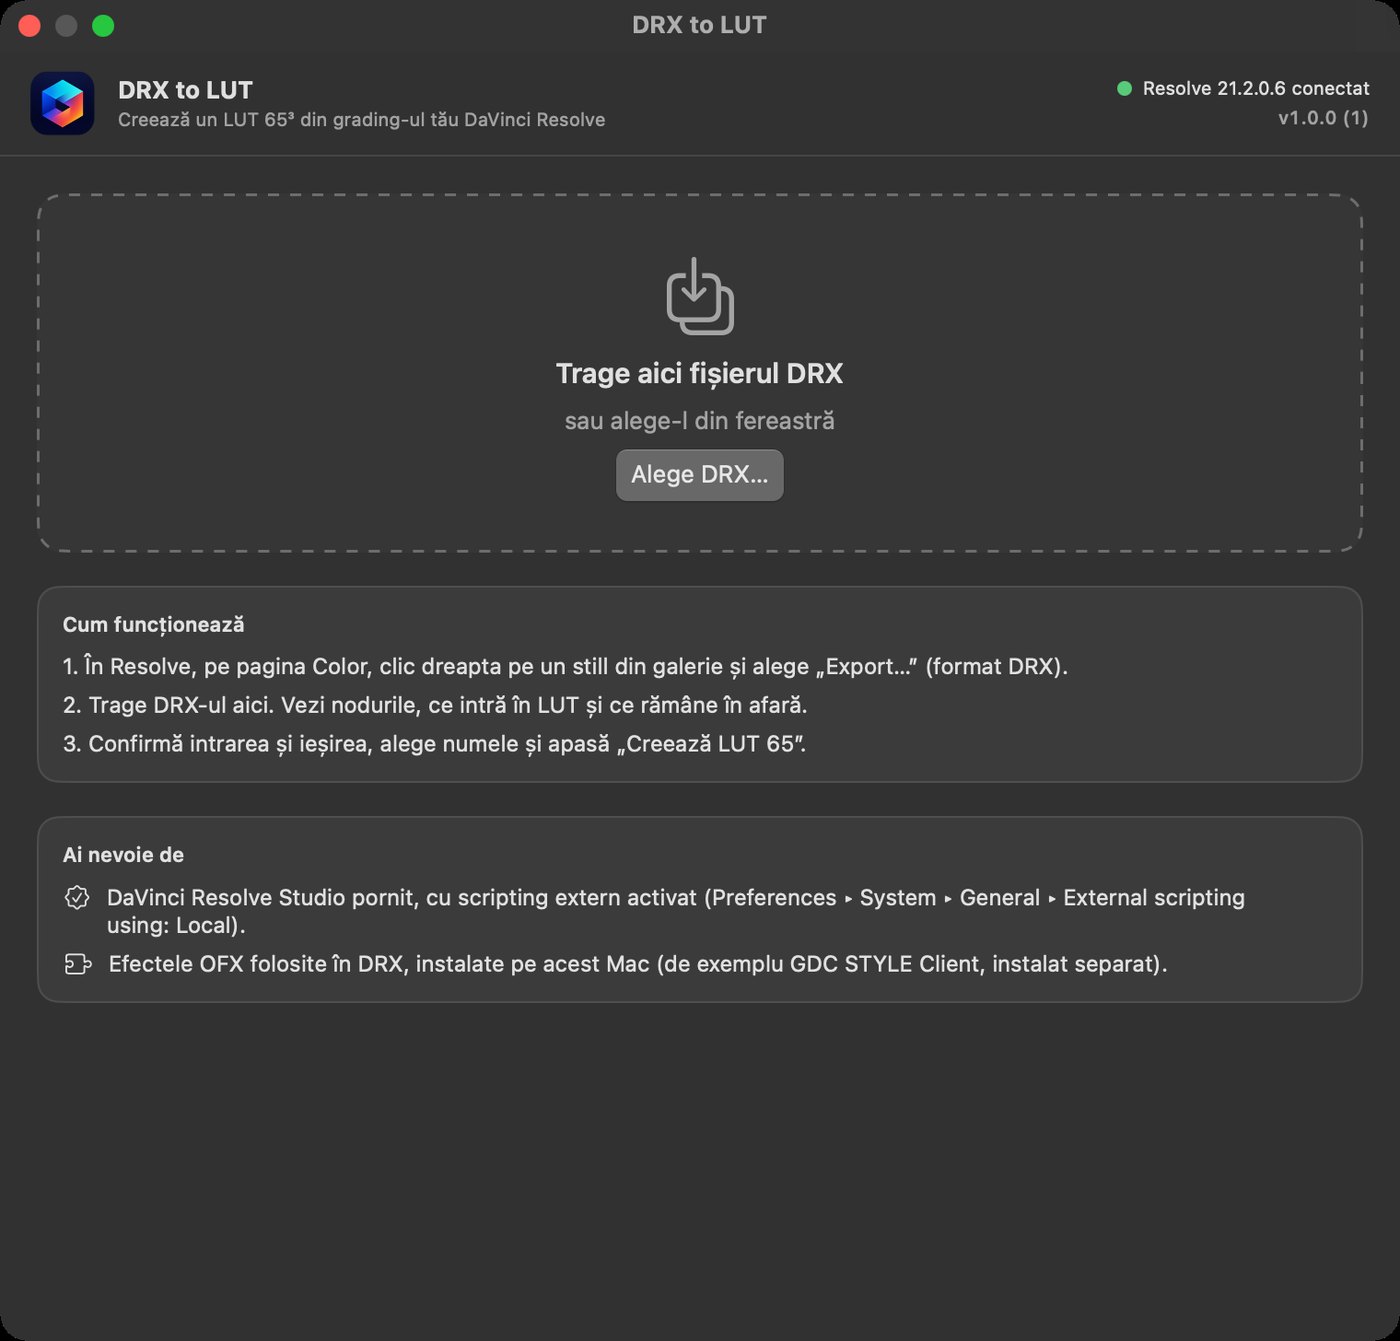 DRX to LUT
DRX to LUT
Creează un LUT 65³ din grading-ul tău DaVinci Resolve
Resolve 21.2.0.6 conectat
v1.0.0 (1)
Trage aici fișierul DRX
sau alege-l din fereastră
Alege DRX...
Cum funcționează
1. În Resolve, pe pagina Color, clic dreapta pe un still din galerie și alege „Export...” (format DRX).
2. Trage DRX-ul aici. Vezi nodurile, ce intră în LUT și ce rămâne în afară.
3. Confirmă intrarea și ieșirea, alege numele și apasă „Creează LUT 65”.
Ai nevoie de
DaVinci Resolve Studio pornit, cu scripting extern activat (Preferences ▸ System ▸ General ▸ External scripting
using: Local).
Efectele OFX folosite în DRX, instalate pe acest Mac (de exemplu GDC STYLE Client, instalat separat).